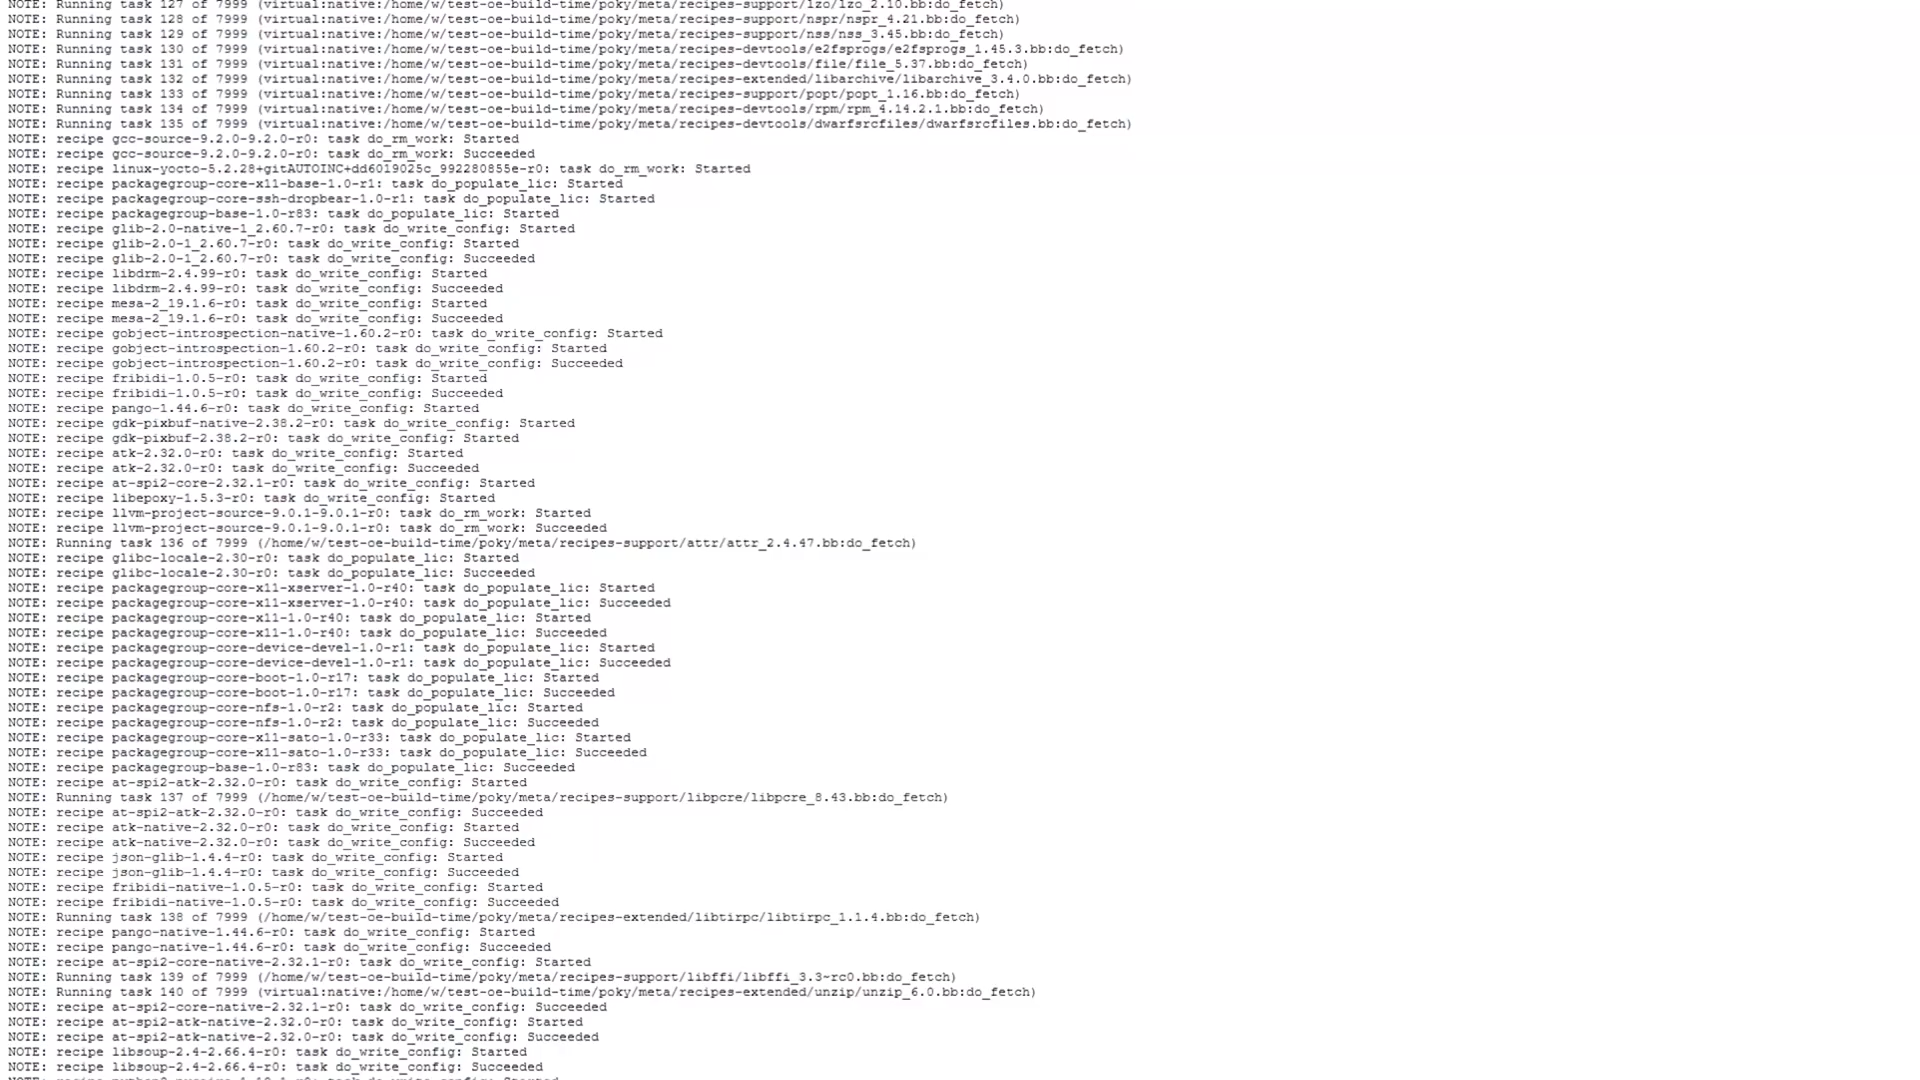 NOTE: Running task 127 of 7999 (virtual:native:/home/w/test-oe-build-time/poky/meta/recipes-support/lzo/lzo_2.10.bb:do_fetch)
NOTE: Running task 128 of 7999 (virtual:native:/home/w/test-oe-build-time/poky/meta/recipes-support/nspr/nspr_4.21.bb:do_fetch)
NOTE: Running task 129 of 7999 (virtual:native:/home/w/test-oe-build-time/poky/meta/recipes-support/nss/nss_3.45.bb:do_fetch)
NOTE: Running task 130 of 7999 (virtual:native:/home/w/test-oe-build-time/poky/meta/recipes-devtools/e2fsprogs/e2fsprogs_1.45.3.bb:do_fetch)
NOTE: Running task 131 of 7999 (virtual:native:/home/w/test-oe-build-time/poky/meta/recipes-devtools/file/file_5.37.bb:do_fetch)
NOTE: Running task 132 of 7999 (virtual:native:/home/w/test-oe-build-time/poky/meta/recipes-extended/libarchive/libarchive_3.4.0.bb:do_fetch)
NOTE: Running task 133 of 7999 (virtual:native:/home/w/test-oe-build-time/poky/meta/recipes-support/popt/popt_1.16.bb:do_fetch)
NOTE: Running task 134 of 7999 (virtual:native:/home/w/test-oe-build-time/poky/meta/recipes-devtools/rpm/rpm_4.14.2.1.bb:do_fetch)
NOTE: Running task 135 of 7999 (virtual:native:/home/w/test-oe-build-time/poky/meta/recipes-devtools/dwarfsrcfiles/dwarfsrcfiles.bb:do_fetch)
NOTE: recipe gcc-source-9.2.0-9.2.0-r0: task do_rm_work: Started
NOTE: recipe gcc-source-9.2.0-9.2.0-r0: task do_rm_work: Succeeded
NOTE: recipe linux-yocto-5.2.28+gitAUTOINC+dd6019025c_992280855e-r0: task do_rm_work: Started
NOTE: recipe packagegroup-core-x11-base-1.0-r1: task do_populate_lic: Started
NOTE: recipe packagegroup-core-ssh-dropbear-1.0-r1: task do_populate_lic: Started
NOTE: recipe packagegroup-base-1.0-r83: task do_populate_lic: Started
NOTE: recipe glib-2.0-native-1_2.60.7-r0: task do_write_config: Started
NOTE: recipe glib-2.0-1_2.60.7-r0: task do_write_config: Started
NOTE: recipe glib-2.0-1_2.60.7-r0: task do_write_config: Succeeded
NOTE: recipe libdrm-2.4.99-r0: task do_write_config: Started
NOTE: recipe libdrm-2.4.99-r0: task do_write_config: Succeeded
NOTE: recipe mesa-2_19.1.6-r0: task do_write_config: Started
NOTE: recipe mesa-2_19.1.6-r0: task do_write_config: Succeeded
NOTE: recipe gobject-introspection-native-1.60.2-r0: task do_write_config: Started
NOTE: recipe gobject-introspection-1.60.2-r0: task do_write_config: Started
NOTE: recipe gobject-introspection-1.60.2-r0: task do_write_config: Succeeded
NOTE: recipe fribidi-1.0.5-r0: task do_write_config: Started
NOTE: recipe fribidi-1.0.5-r0: task do_write_config: Succeeded
NOTE: recipe pango-1.44.6-r0: task do_write_config: Started
NOTE: recipe gdk-pixbuf-native-2.38.2-r0: task do_write_config: Started
NOTE: recipe gdk-pixbuf-2.38.2-r0: task do_write_config: Started
NOTE: recipe atk-2.32.0-r0: task do_write_config: Started
NOTE: recipe atk-2.32.0-r0: task do_write_config: Succeeded
NOTE: recipe at-spi2-core-2.32.1-r0: task do_write_config: Started
NOTE: recipe libepoxy-1.5.3-r0: task do_write_config: Started
NOTE: recipe llvm-project-source-9.0.1-9.0.1-r0: task do_rm_work: Started
NOTE: recipe llvm-project-source-9.0.1-9.0.1-r0: task do_rm_work: Succeeded
NOTE: Running task 136 of 7999 (/home/w/test-oe-build-time/poky/meta/recipes-support/attr/attr_2.4.47.bb:do_fetch)
NOTE: recipe glibc-locale-2.30-r0: task do_populate_lic: Started
NOTE: recipe glibc-locale-2.30-r0: task do_populate_lic: Succeeded
NOTE: recipe packagegroup-core-x11-xserver-1.0-r40: task do_populate_lic: Started
NOTE: recipe packagegroup-core-x11-xserver-1.0-r40: task do_populate_lic: Succeeded
NOTE: recipe packagegroup-core-x11-1.0-r40: task do_populate_lic: Started
NOTE: recipe packagegroup-core-x11-1.0-r40: task do_populate_lic: Succeeded
NOTE: recipe packagegroup-core-device-devel-1.0-r1: task do_populate_lic: Started
NOTE: recipe packagegroup-core-device-devel-1.0-r1: task do_populate_lic: Succeeded
NOTE: recipe packagegroup-core-boot-1.0-r17: task do_populate_lic: Started
NOTE: recipe packagegroup-core-boot-1.0-r17: task do_populate_lic: Succeeded
NOTE: recipe packagegroup-core-nfs-1.0-r2: task do_populate_lic: Started
NOTE: recipe packagegroup-core-nfs-1.0-r2: task do_populate_lic: Succeeded
NOTE: recipe packagegroup-core-x11-sato-1.0-r33: task do_populate_lic: Started
NOTE: recipe packagegroup-core-x11-sato-1.0-r33: task do_populate_lic: Succeeded
NOTE: recipe packagegroup-base-1.0-r83: task do_populate_lic: Succeeded
NOTE: recipe at-spi2-atk-2.32.0-r0: task do_write_config: Started
NOTE: Running task 137 of 7999 (/home/w/test-oe-build-time/poky/meta/recipes-support/libpcre/libpcre_8.43.bb:do_fetch)
NOTE: recipe at-spi2-atk-2.32.0-r0: task do_write_config: Succeeded
NOTE: recipe atk-native-2.32.0-r0: task do_write_config: Started
NOTE: recipe atk-native-2.32.0-r0: task do_write_config: Succeeded
NOTE: recipe json-glib-1.4.4-r0: task do_write_config: Started
NOTE: recipe json-glib-1.4.4-r0: task do_write_config: Succeeded
NOTE: recipe fribidi-native-1.0.5-r0: task do_write_config: Started
NOTE: recipe fribidi-native-1.0.5-r0: task do_write_config: Succeeded
NOTE: Running task 138 of 7999 (/home/w/test-oe-build-time/poky/meta/recipes-extended/libtirpc/libtirpc_1.1.4.bb:do_fetch)
NOTE: recipe pango-native-1.44.6-r0: task do_write_config: Started
NOTE: recipe pango-native-1.44.6-r0: task do_write_config: Succeeded
NOTE: recipe at-spi2-core-native-2.32.1-r0: task do_write_config: Started
NOTE: Running task 139 of 7999 (/home/w/test-oe-build-time/poky/meta/recipes-support/libffi/libffi_3.3~rc0.bb:do_fetch)
NOTE: Running task 140 of 7999 (virtual:native:/home/w/test-oe-build-time/poky/meta/recipes-extended/unzip/unzip_6.0.bb:do_fetch)
NOTE: recipe at-spi2-core-native-2.32.1-r0: task do_write_config: Succeeded
NOTE: recipe at-spi2-atk-native-2.32.0-r0: task do_write_config: Started
NOTE: recipe at-spi2-atk-native-2.32.0-r0: task do_write_config: Succeeded
NOTE: recipe libsoup-2.4-2.66.4-r0: task do_write_config: Started
NOTE: recipe libsoup-2.4-2.66.4-r0: task do_write_config: Succeeded